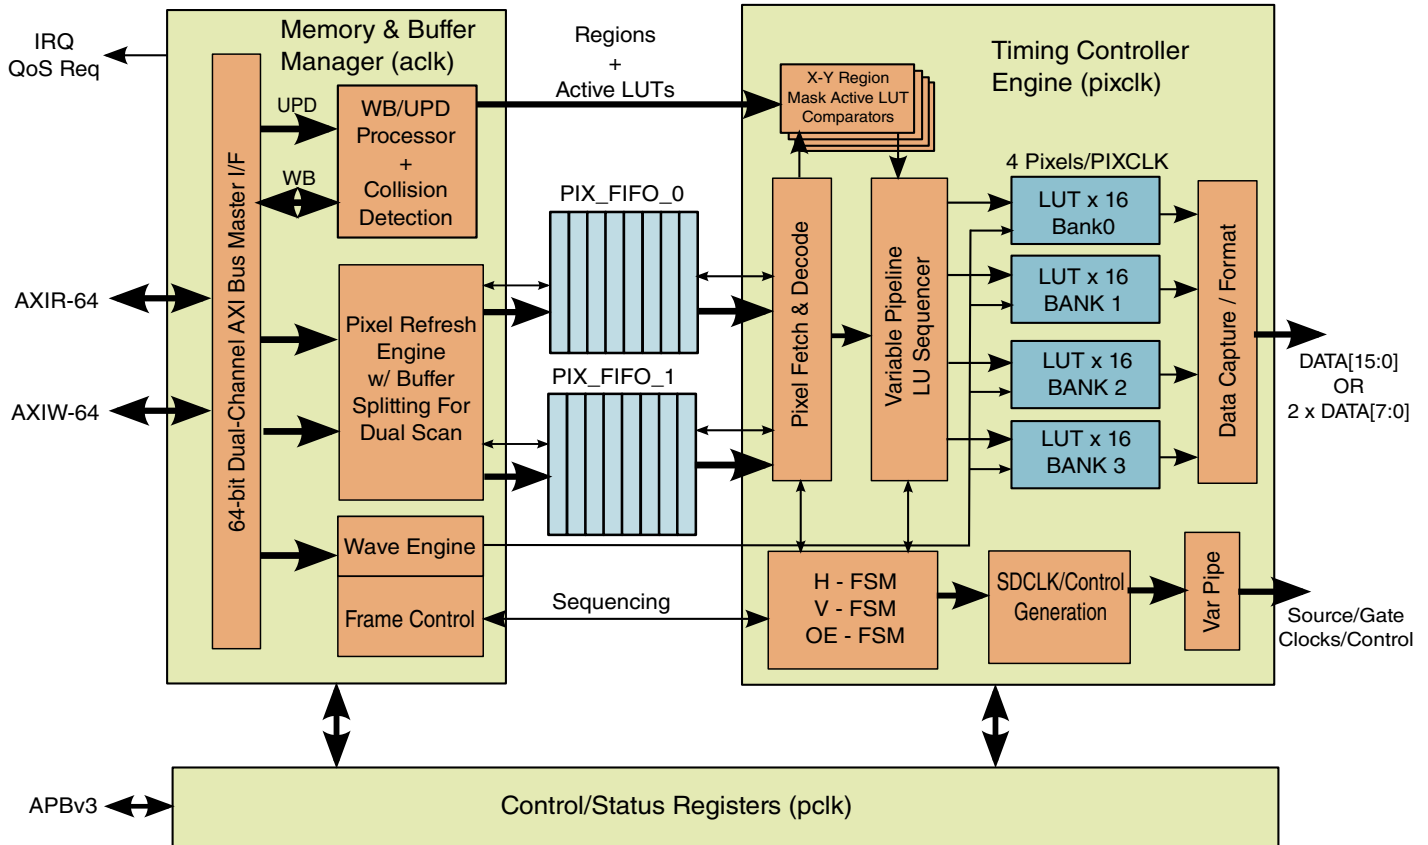 IRQ
QoS Req
Memory & Buffer
Manager (aclk)
64-bit Dual-Channel AXI Bus Master I/F
UPD
WB
WB/UPD
Processor
+
Collision
Detection
Regions
+
Active LUTs
Timing Controller
Engine (pixclk)
X-Y Region
Mask Active LUT
Comparators
AXIR-64
AXIW-64
Pixel Refresh
Engine
w/ Buffer
Splitting For
Dual Scan
PIX_FIFO_0
PIX_FIFO_1
Pixel Fetch & Decode
Variable Pipeline
LU Sequencer
4 Pixels/PIXCLK
LUT x 16
Bank0
LUT x 16
BANK 1
LUT x 16
BANK 2
LUT x 16
BANK 3
Data Capture / Format
DATA[15:0]
OR
2 x DATA[7:0]
Wave Engine
Frame Control
Sequencing
H - FSM
V - FSM
OE - FSM
SDCLK/Control
Generation
Var Pipe
Source/Gate
Clocks/Control
APBv3
Control/Status Registers (pclk)